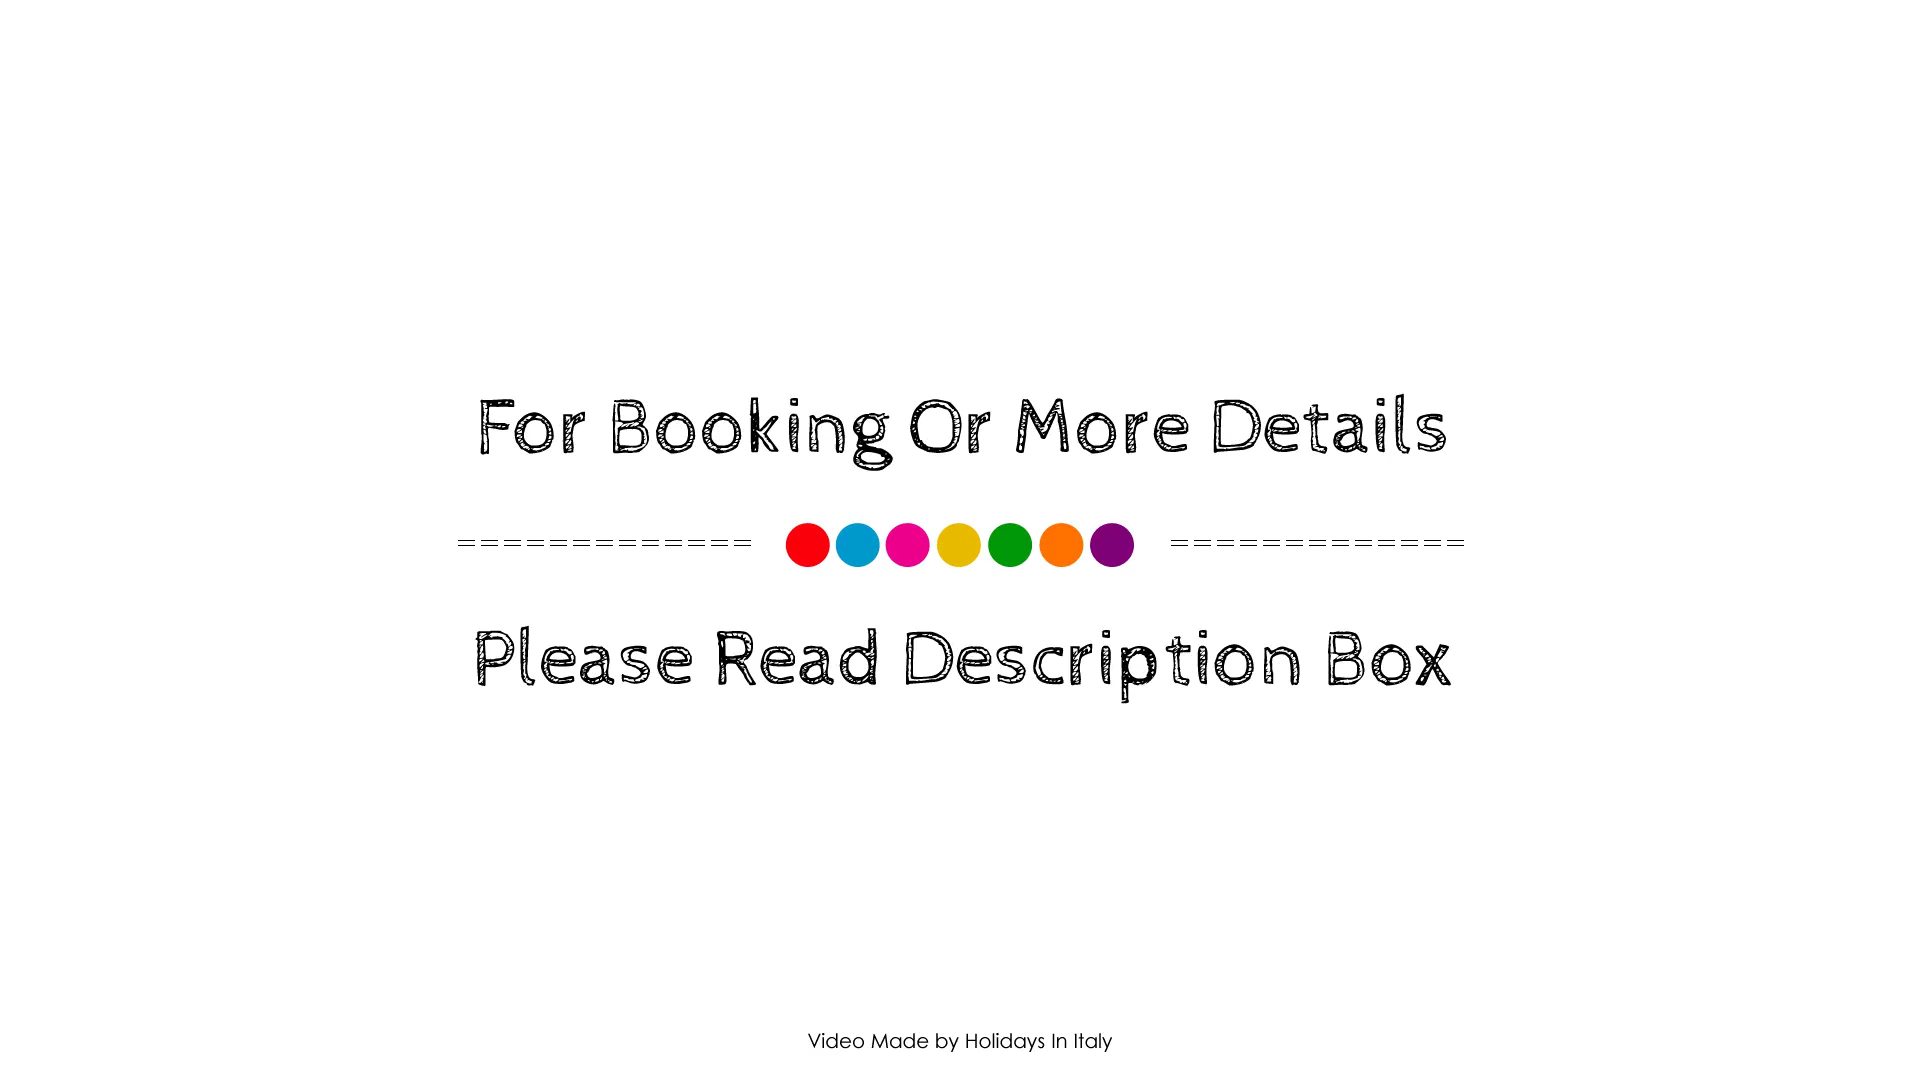 For Booking Or More Details
============= =============
Please Read Description Box
Video Made by Holidays In Italy